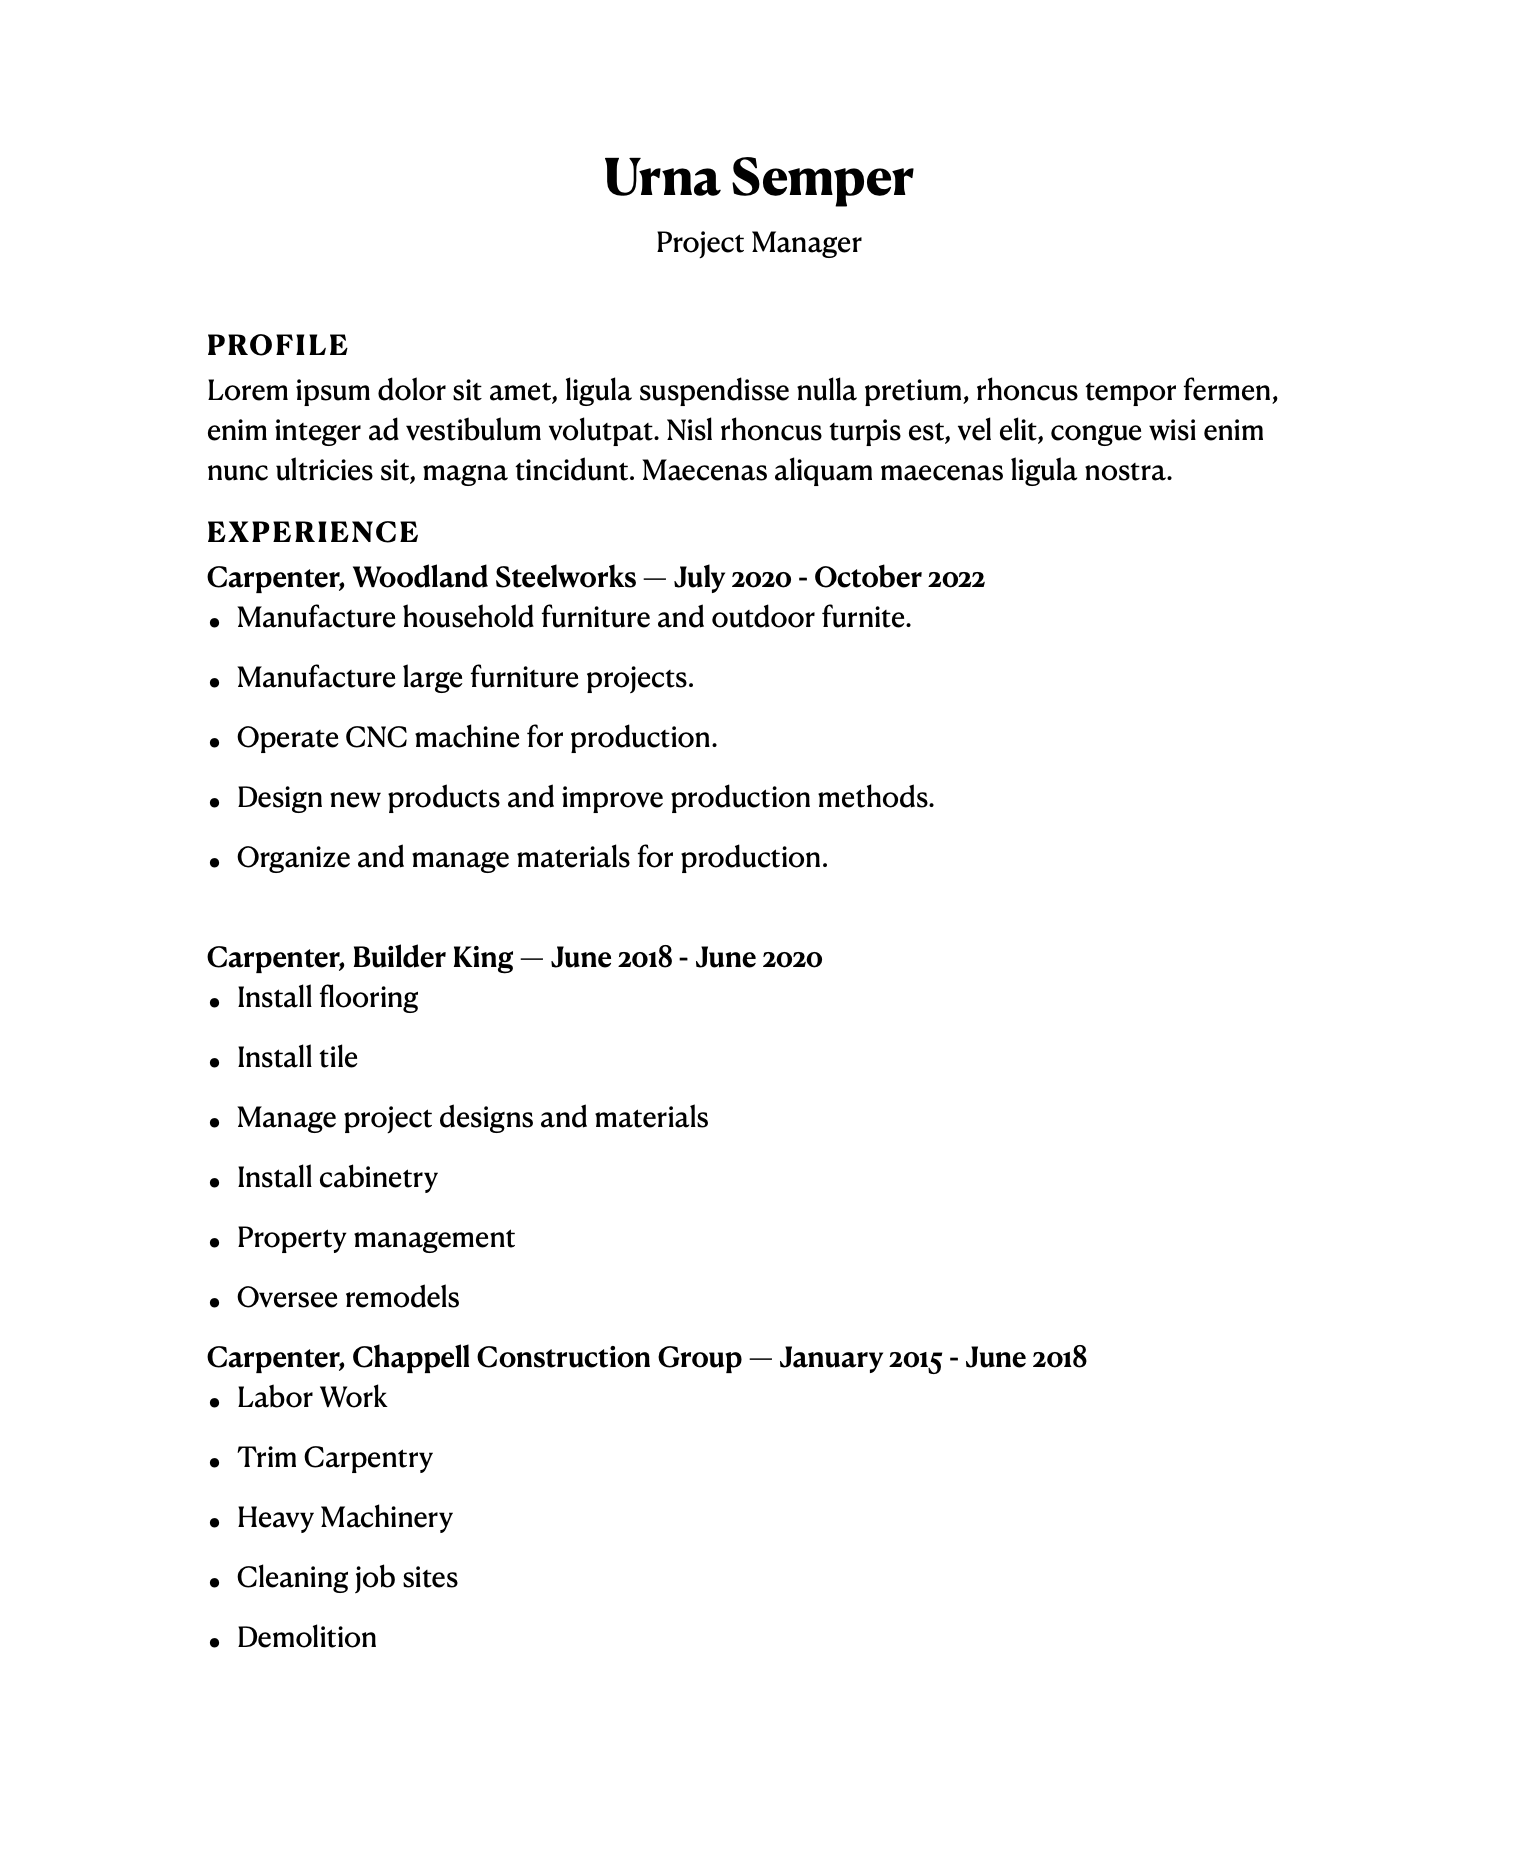 Urna Semper
Project Manager
PROFILE
Lorem ipsum dolor sit amet, ligula suspendisse nulla pretium, rhoncus tempor fermen,
enim integer ad vestibulum volutpat. Nisl rhoncus turpis est, vel elit, congue wisi enim
nunc ultricies sit, magna tincidunt. Maecenas aliquam maecenas ligula nostra.
EXPERIENCE
Carpenter, Woodland Steelworks — July 2020 - October 2022
• Manufacture household furniture and outdoor furnite.
• Manufacture large furniture projects.
• Operate CNC machine for production.
• Design new products and improve production methods.
• Organize and manage materials for production.
Carpenter, Builder King — June 2018 - June 2020
• Install flooring
• Install tile
• Manage project designs and materials
• Install cabinetry
• Property management
• Oversee remodels
Carpenter, Chappell Construction Group — January 2015 - June 2018
• Labor Work
• Trim Carpentry
• Heavy Machinery
• Cleaning job sites
• Demolition